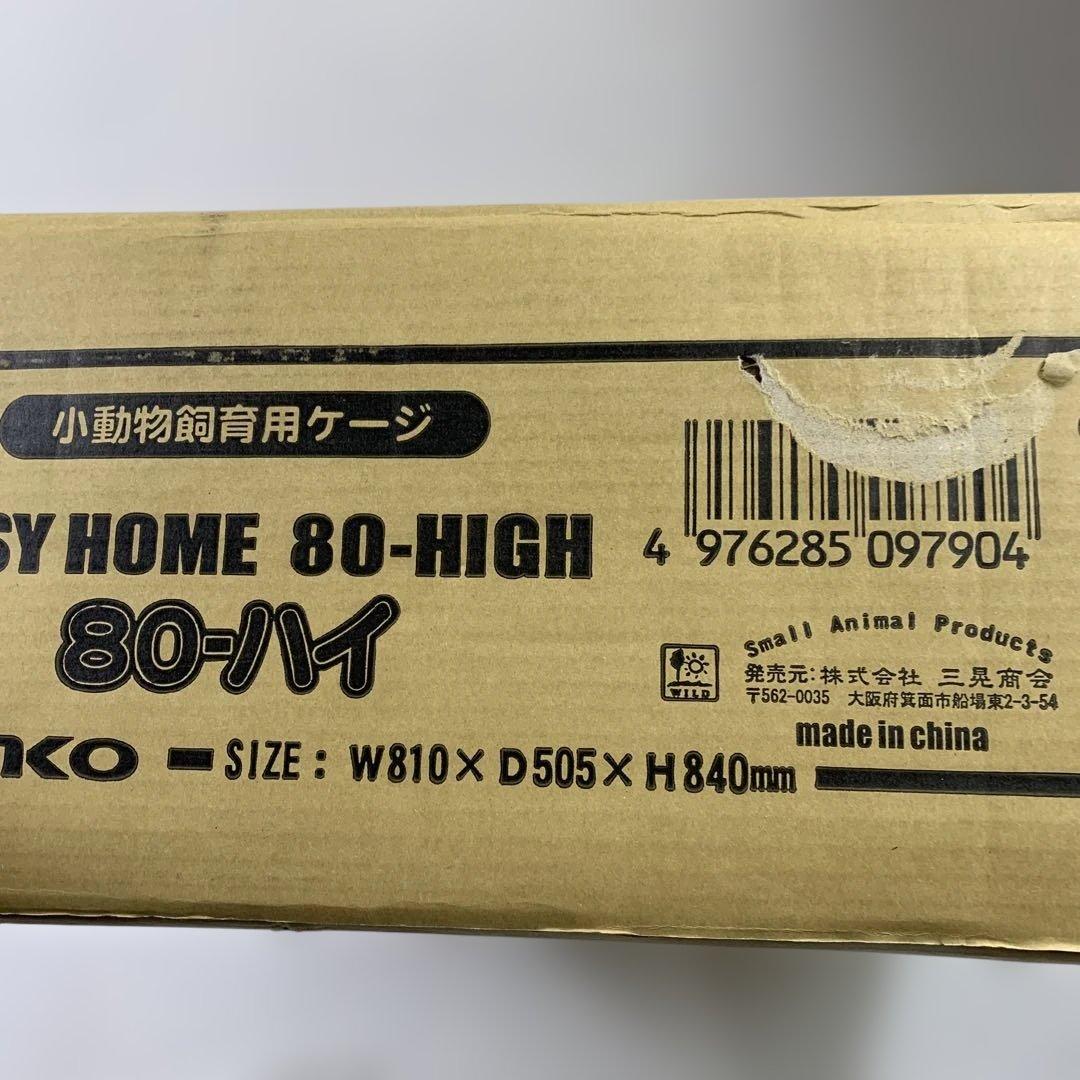 小動物飼育用ケージ
SY HOME 80-HIGH
80-ハイ
4 976285 097904
Small Animal Products
WILD
発売元:株式会社 三晃商会
〒562-0035 大阪府箕面市船場東2-3-54
made in china
KO
SIZE: W810×D505×H840mm